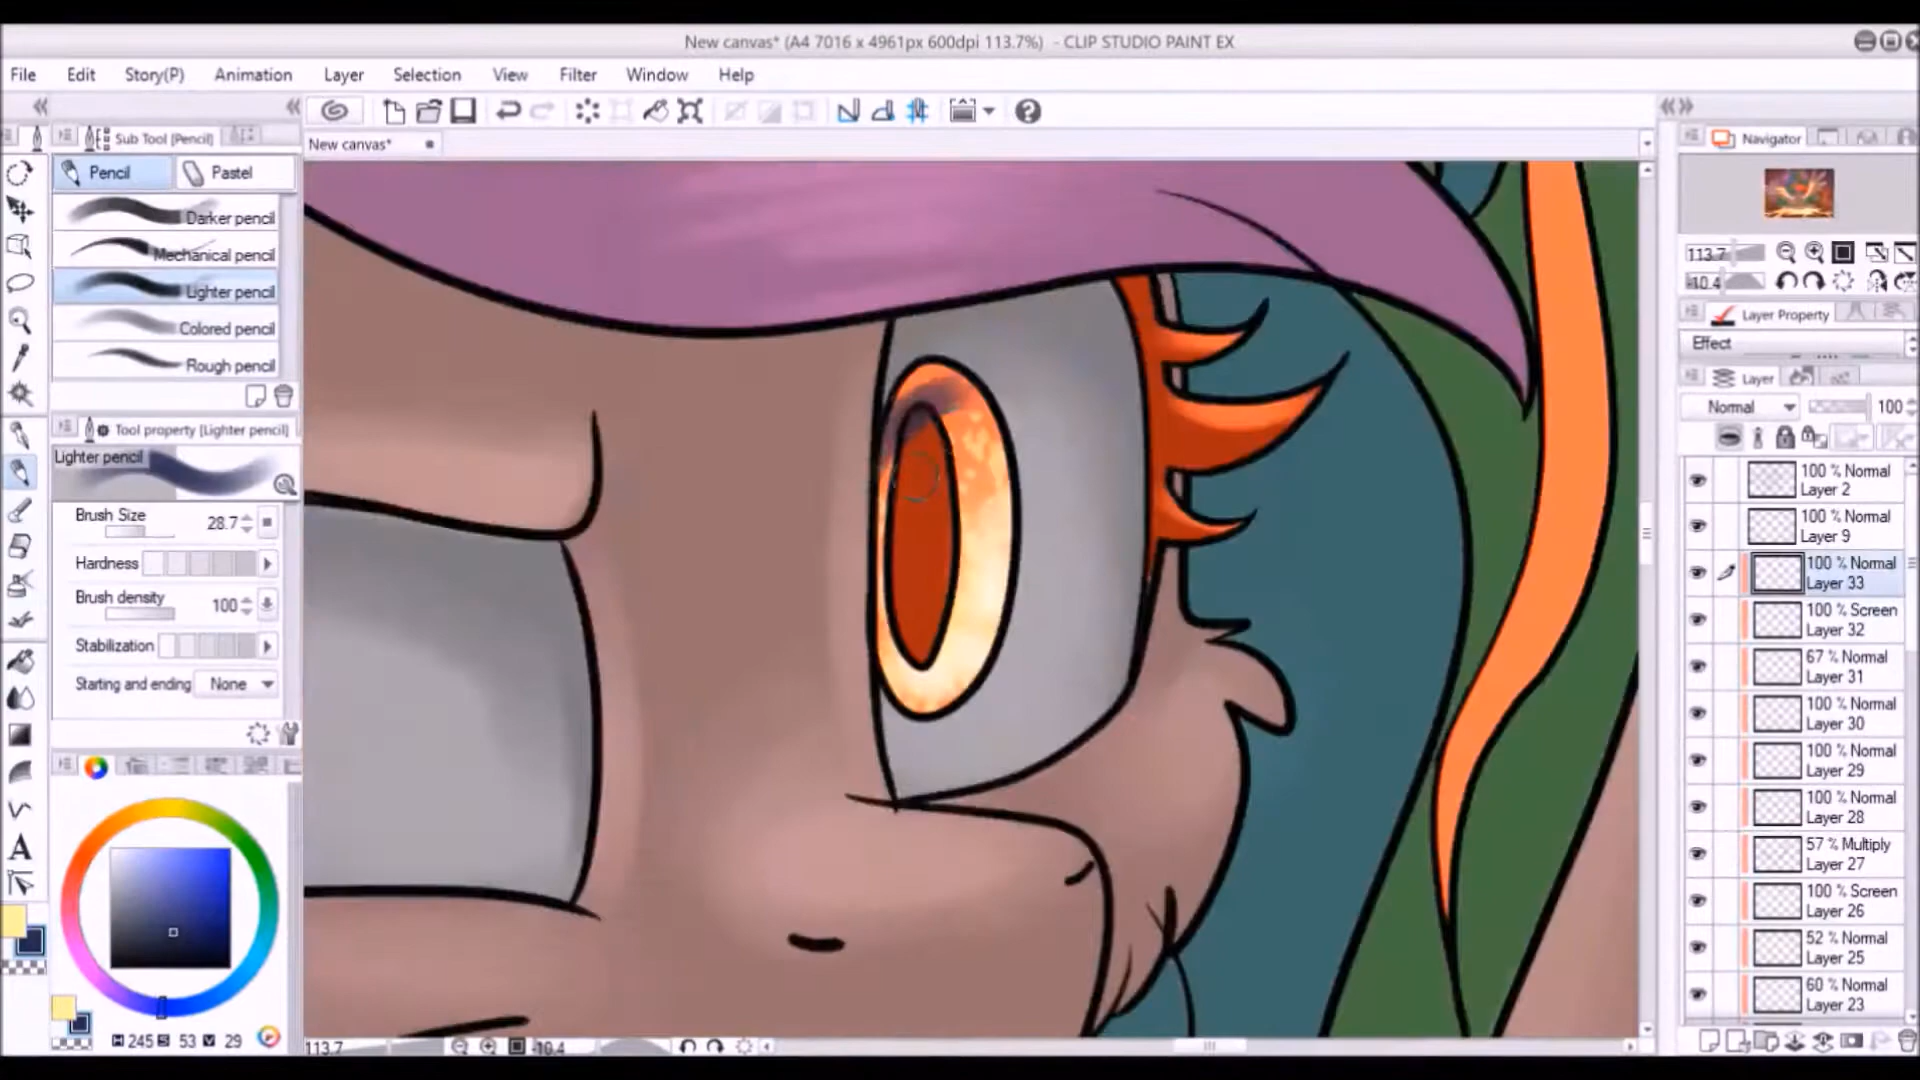 New canvas* (A4 7016 x 4961px 600dpi 113.7%) - CLIP STUDIO PAINT EX
File Edit Story(P) Animation Layer Selection View Filter Window Help
Sub Tool [Pencil]
New canvas*
Navigator
Pencil Pastel
Darker pencil
Mechanical pencil
Lighter pencil
Colored pencil
Rough pencil
Tool property [Lighter pencil]
Lighter pencil
Brush Size 28.7
Hardness
Brush density 100
Stabilization
Starting and ending None
H 245 S 53 V 29
113.7 -10.4
113.7
-10.4
Layer Property
Effect
Layer
Normal 100
100 % Normal
Layer 2
100 % Normal
Layer 9
100 % Normal
Layer 33
100 % Screen
Layer 32
67 % Normal
Layer 31
100 % Normal
Layer 30
100 % Normal
Layer 29
100 % Normal
Layer 28
57 % Multiply
Layer 27
100 % Screen
Layer 26
52 % Normal
Layer 25
60 % Normal
Layer 23